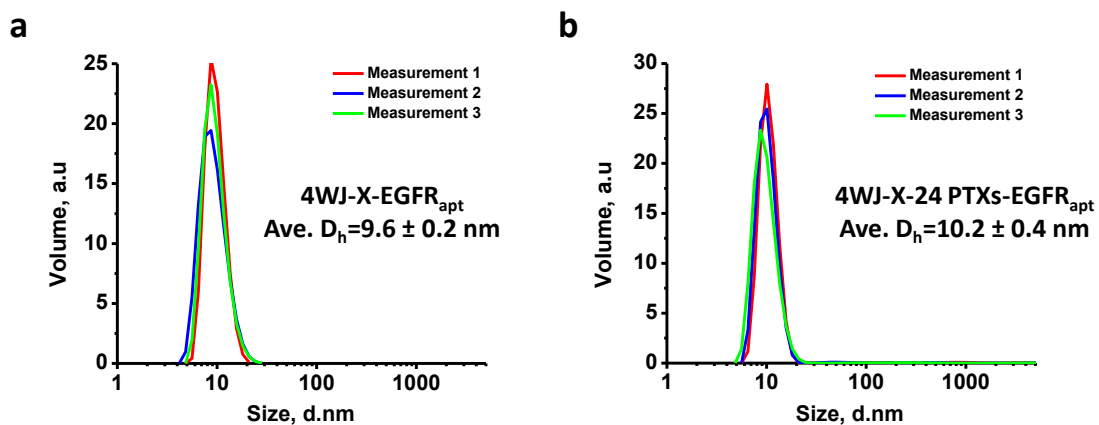 a
25
20
15
10
5
0
Volume, a.u
Measurement 1
Measurement 2
Measurement 3
4WJ-X-EGFRapt
Ave. Dh=9.6 ± 0.2 nm
1 10 100 1000
Size, d.nm
b
30
25
20
15
10
5
0
Volume, a.u
Measurement 1
Measurement 2
Measurement 3
4WJ-X-24 PTXs-EGFRapt
Ave. Dh=10.2 ± 0.4 nm
1 10 100 1000
Size, d.nm